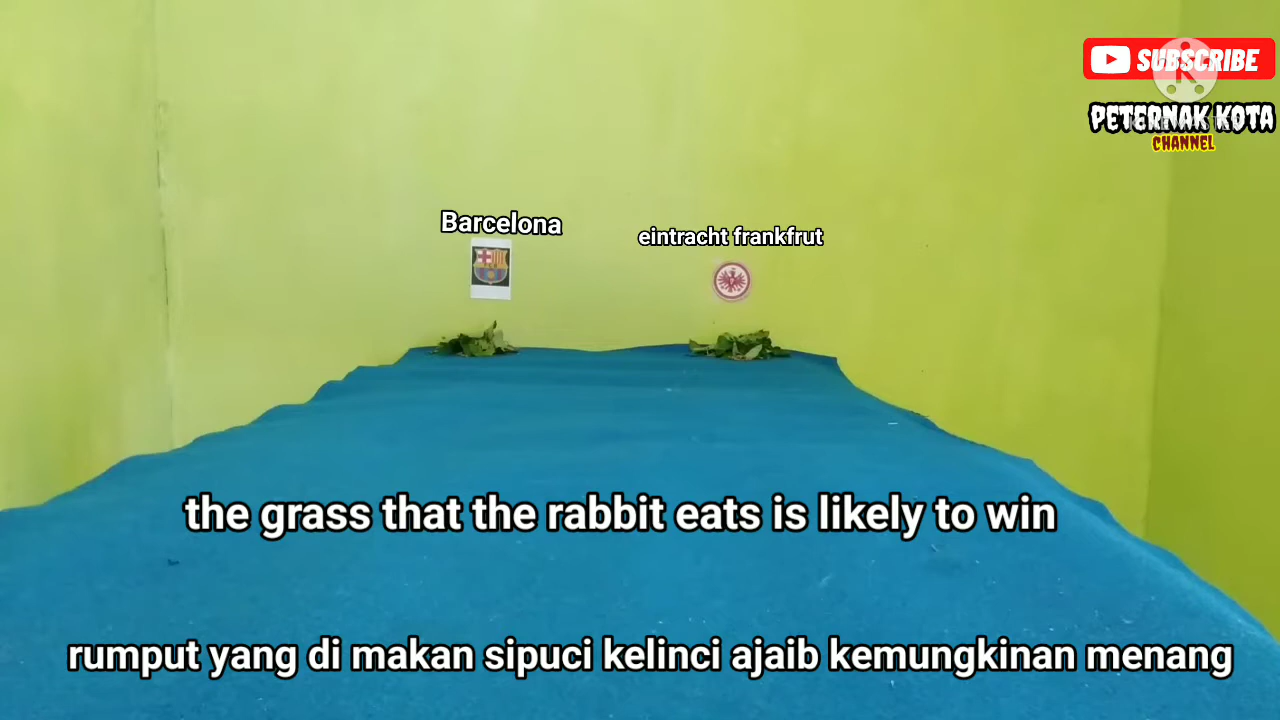 SUBSCRIBE
PETERNAK KOTA
CHANNEL
Barcelona
eintracht frankfrut
the grass that the rabbit eats is likely to win
rumput yang di makan sipuci kelinci ajaib kemungkinan menang